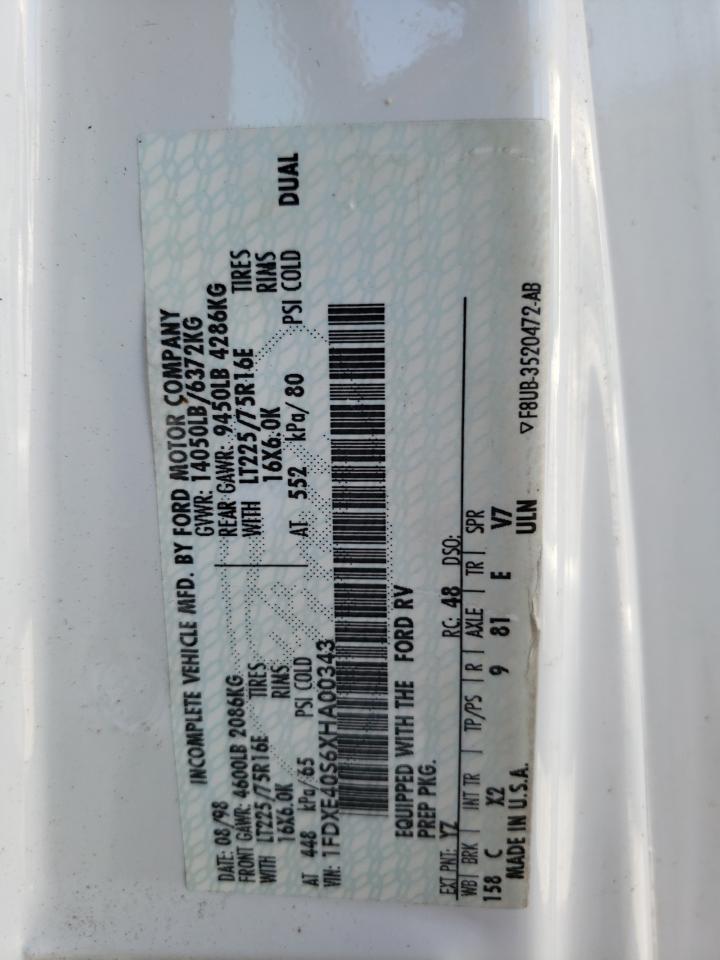 INCOMPLETE VEHICLE MFD. BY FORD MOTOR COMPANY
DATE: 08/98 GVWR: 14050LB/6372KG
FRONT GAWR: 4600LB 2086KG REAR GAWR: 9450LB 4286KG
WITH LT225/75R16E TIRES WITH LT225/75R16E TIRES
16X6.0K RIMS 16X6.0K RIMS
AT 448 kPa/65 PSI COLD AT 552 kPa/80 PSI COLD DUAL
VIN: 1FDXE40S6XHA00343
EQUIPPED WITH THE FORD RV
PREP PKG.
EXT PNT: YZ RC: 48 DSO:
WB BRK INT TR TP/PS R AXLE TR SPR
158 C X2 9 81 E V7
MADE IN U.S.A. ULN
▽F8UB-3520472-AB